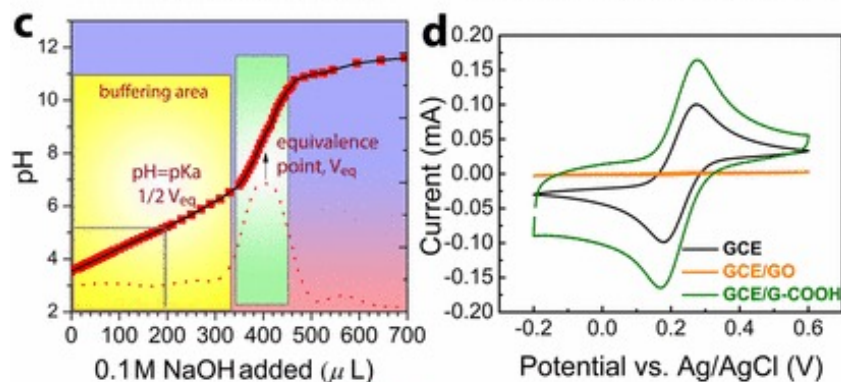 c
13
12
10
8
6
4
2
pH
buffering area
pH=pKa
1/2 Veq
equivalence
point, Veq
0 100 200 300 400 500 600 700
0.1M NaOH added (μ L)
d
0.20
0.15
0.10
0.05
0.00
-0.05
-0.10
-0.15
-0.20
Current (mA)
GCE
GCE/GO
GCE/G-COOH
-0.2 0.0 0.2 0.4 0.6
Potential vs. Ag/AgCl (V)